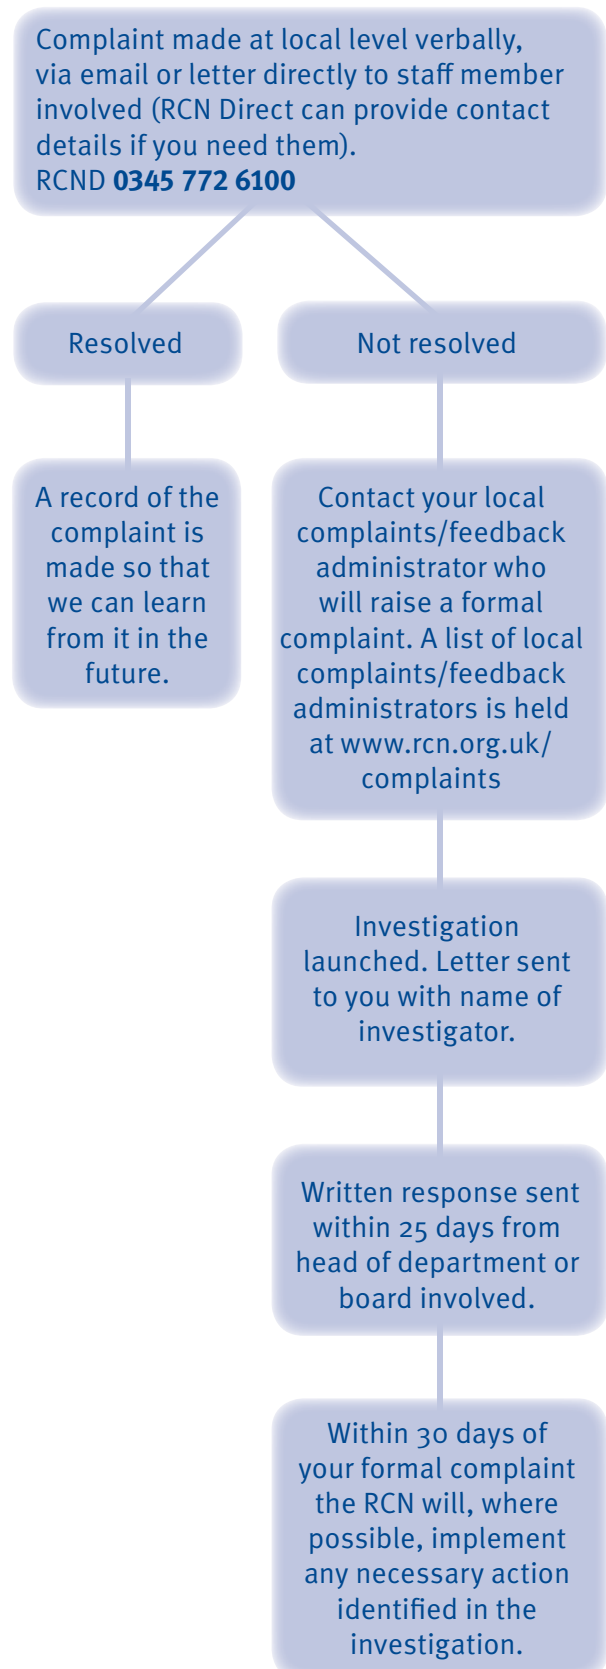 Complaint made at local level verbally,
via email or letter directly to staff member
involved (RCN Direct can provide contact
details if you need them).
RCND 0345 772 6100
Resolved
Not resolved
A record of the
complaint is
made so that
we can learn
from it in the
future.
Contact your local
complaints/feedback
administrator who
will raise a formal
complaint. A list of local
complaints/feedback
administrators is held
at www.rcn.org.uk/
complaints
Investigation
launched. Letter sent
to you with name of
investigator.
Written response sent
within 25 days from
head of department or
board involved.
Within 30 days of
your formal complaint
the RCN will, where
possible, implement
any necessary action
identified in the
investigation.